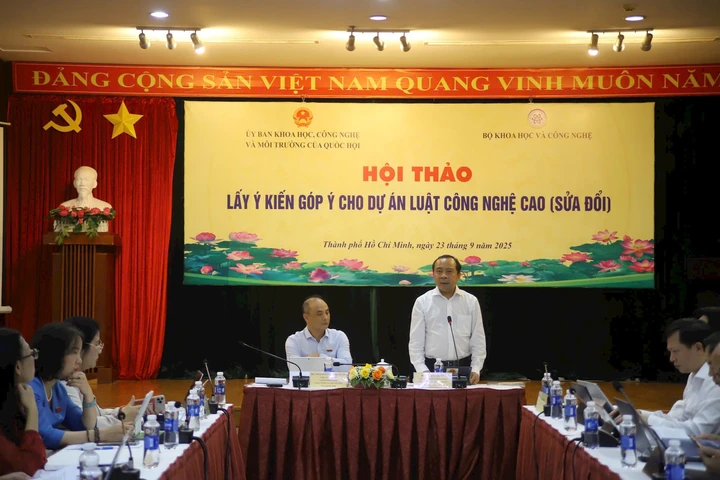 ĐẢNG CỘNG SẢN VIỆT NAM QUANG VINH MUÔN NĂM
ỦY BAN KHOA HỌC, CÔNG NGHỆ
VÀ MÔI TRƯỜNG CỦA QUỐC HỘI
BỘ KHOA HỌC VÀ CÔNG NGHỆ
HỘI THẢO
LẤY Ý KIẾN GÓP Ý CHO DỰ ÁN LUẬT CÔNG NGHỆ CAO (SỬA ĐỔI)
Thành phố Hồ Chí Minh, ngày 23 tháng 9 năm 2025